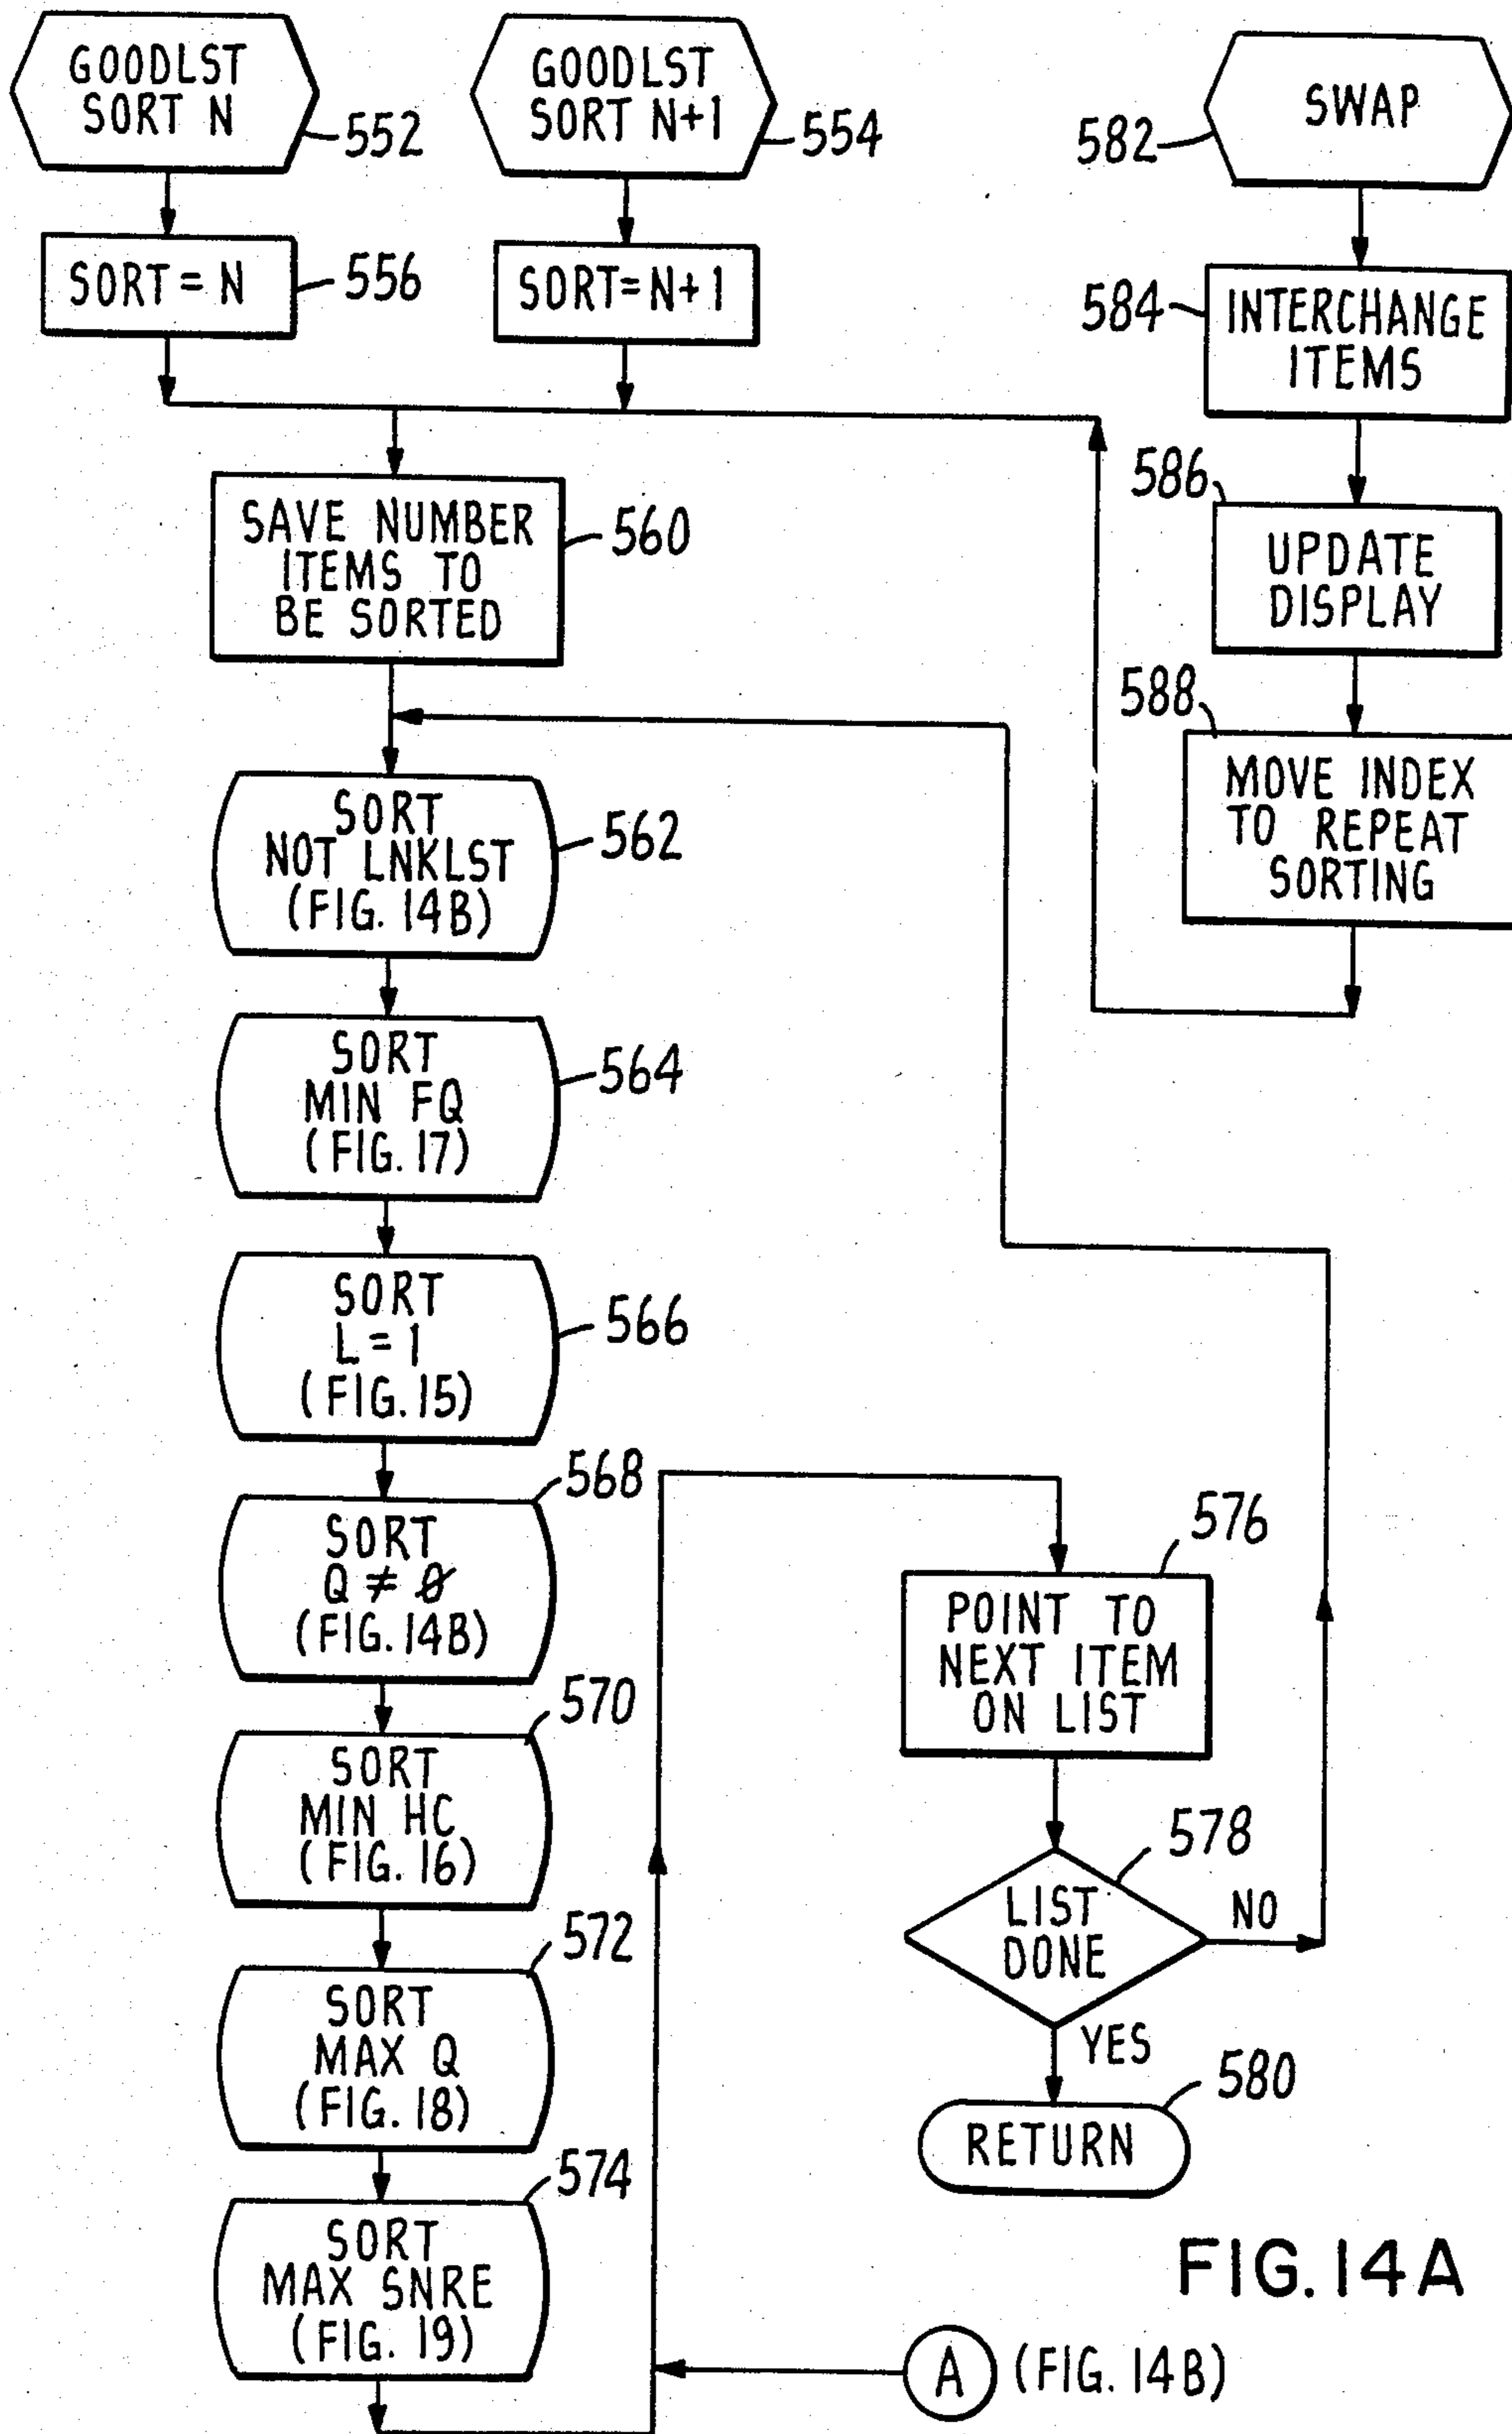 GOODLST
SORT N
552
GOODLST
SORT N+1
554
SWAP
582
SORT = N
556
SORT=N+1
584
INTERCHANGE
ITEMS
586
UPDATE
DISPLAY
588
MOVE INDEX
TO REPEAT
SORTING
SAVE NUMBER
ITEMS TO
BE SORTED
560
SORT
NOT LNKLST
(FIG. 14B)
562
SORT
MIN FQ
(FIG. 17)
564
SORT
L = 1
(FIG. 15)
566
SORT
Q ≠ 0
(FIG. 14B)
568
SORT
MIN HC
(FIG. 16)
570
SORT
MAX Q
(FIG. 18)
572
SORT
MAX SNRE
(FIG. 19)
574
POINT TO
NEXT ITEM
ON LIST
576
LIST
DONE
578
NO
YES
RETURN
580
A (FIG. 14B)
FIG. 14A